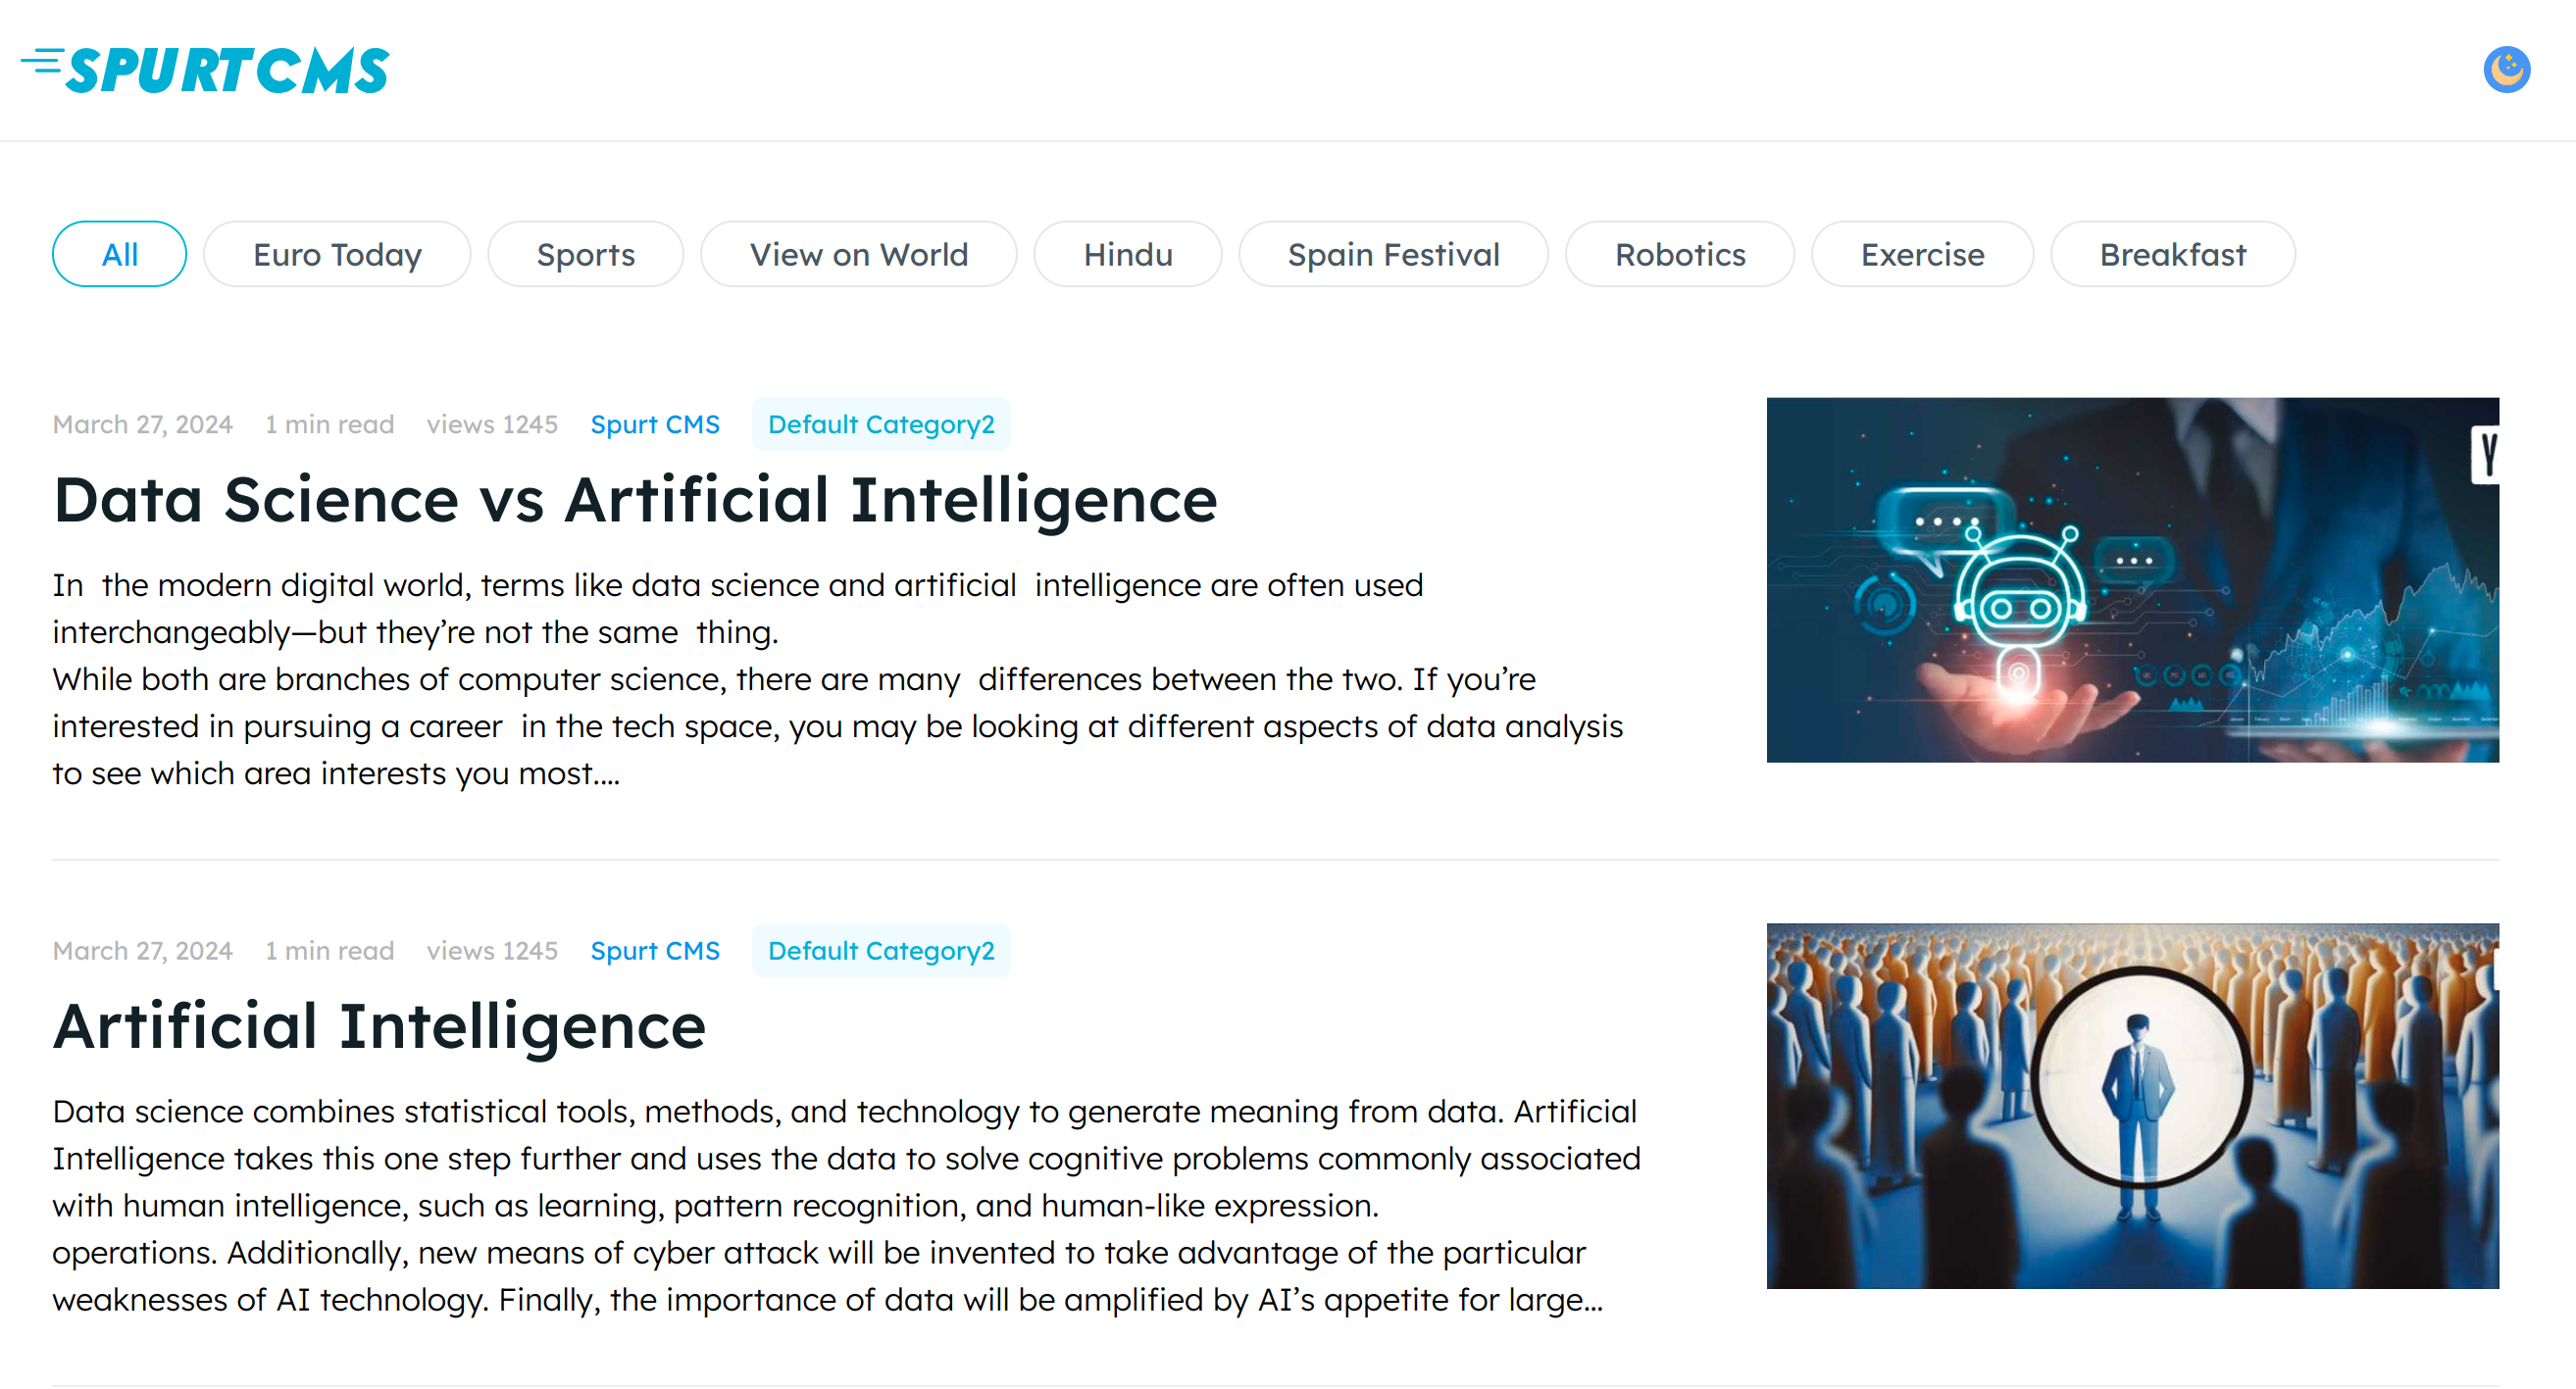 SPURTCMS
All Euro Today Sports View on World Hindu Spain Festival Robotics Exercise Breakfast
March 27, 2024 1 min read views 1245 Spurt CMS Default Category2
Data Science vs Artificial Intelligence
In the modern digital world, terms like data science and artificial intelligence are often used
interchangeably—but they’re not the same thing.
While both are branches of computer science, there are many differences between the two. If you’re
interested in pursuing a career in the tech space, you may be looking at different aspects of data analysis
to see which area interests you most....
Y
March 27, 2024 1 min read views 1245 Spurt CMS Default Category2
Artificial Intelligence
Data science combines statistical tools, methods, and technology to generate meaning from data. Artificial
Intelligence takes this one step further and uses the data to solve cognitive problems commonly associated
with human intelligence, such as learning, pattern recognition, and human-like expression.
operations. Additionally, new means of cyber attack will be invented to take advantage of the particular
weaknesses of AI technology. Finally, the importance of data will be amplified by AI’s appetite for large...